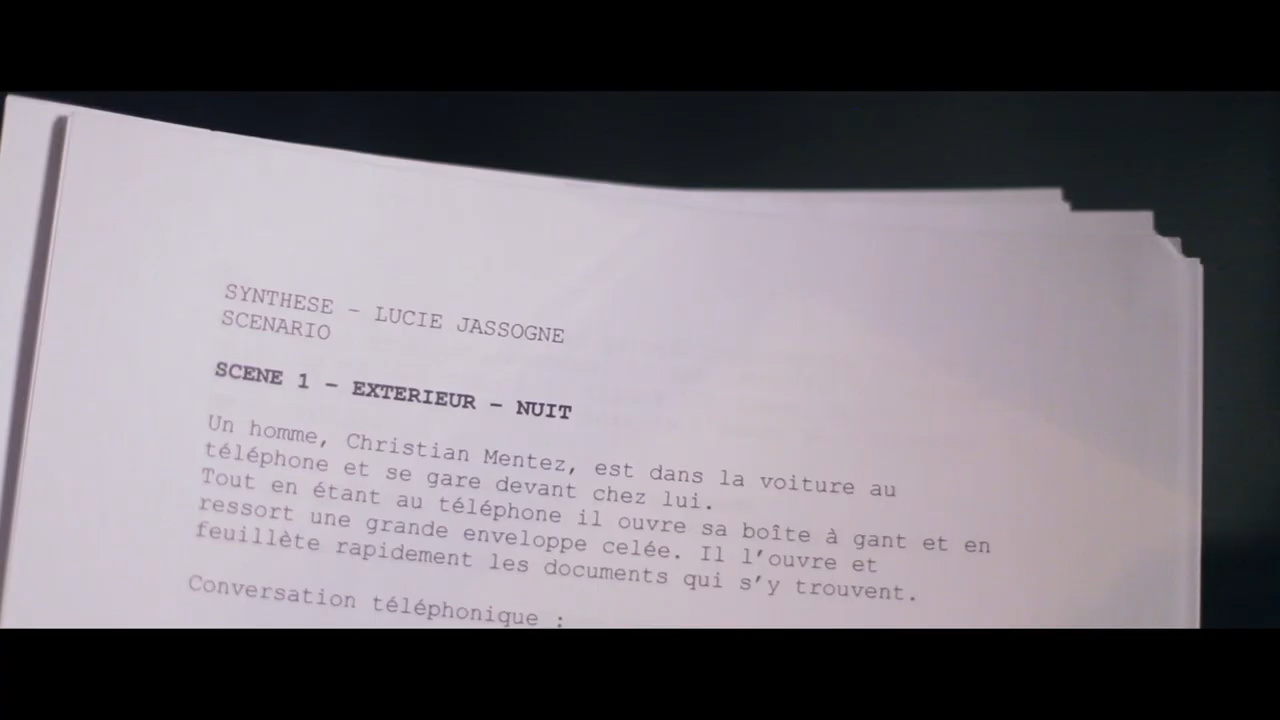 SYNTHESE - LUCIE JASSOGNE
SCENARIO
SCENE 1 - EXTERIEUR - NUIT
Un homme, Christian Mentez, est dans la voiture au
téléphone et se gare devant chez lui.
Tout en étant au téléphone il ouvre sa boîte à gant et en
ressort une grande enveloppe celée. Il l'ouvre et
feuillète rapidement les documents qui s'y trouvent.
Conversation téléphonique :